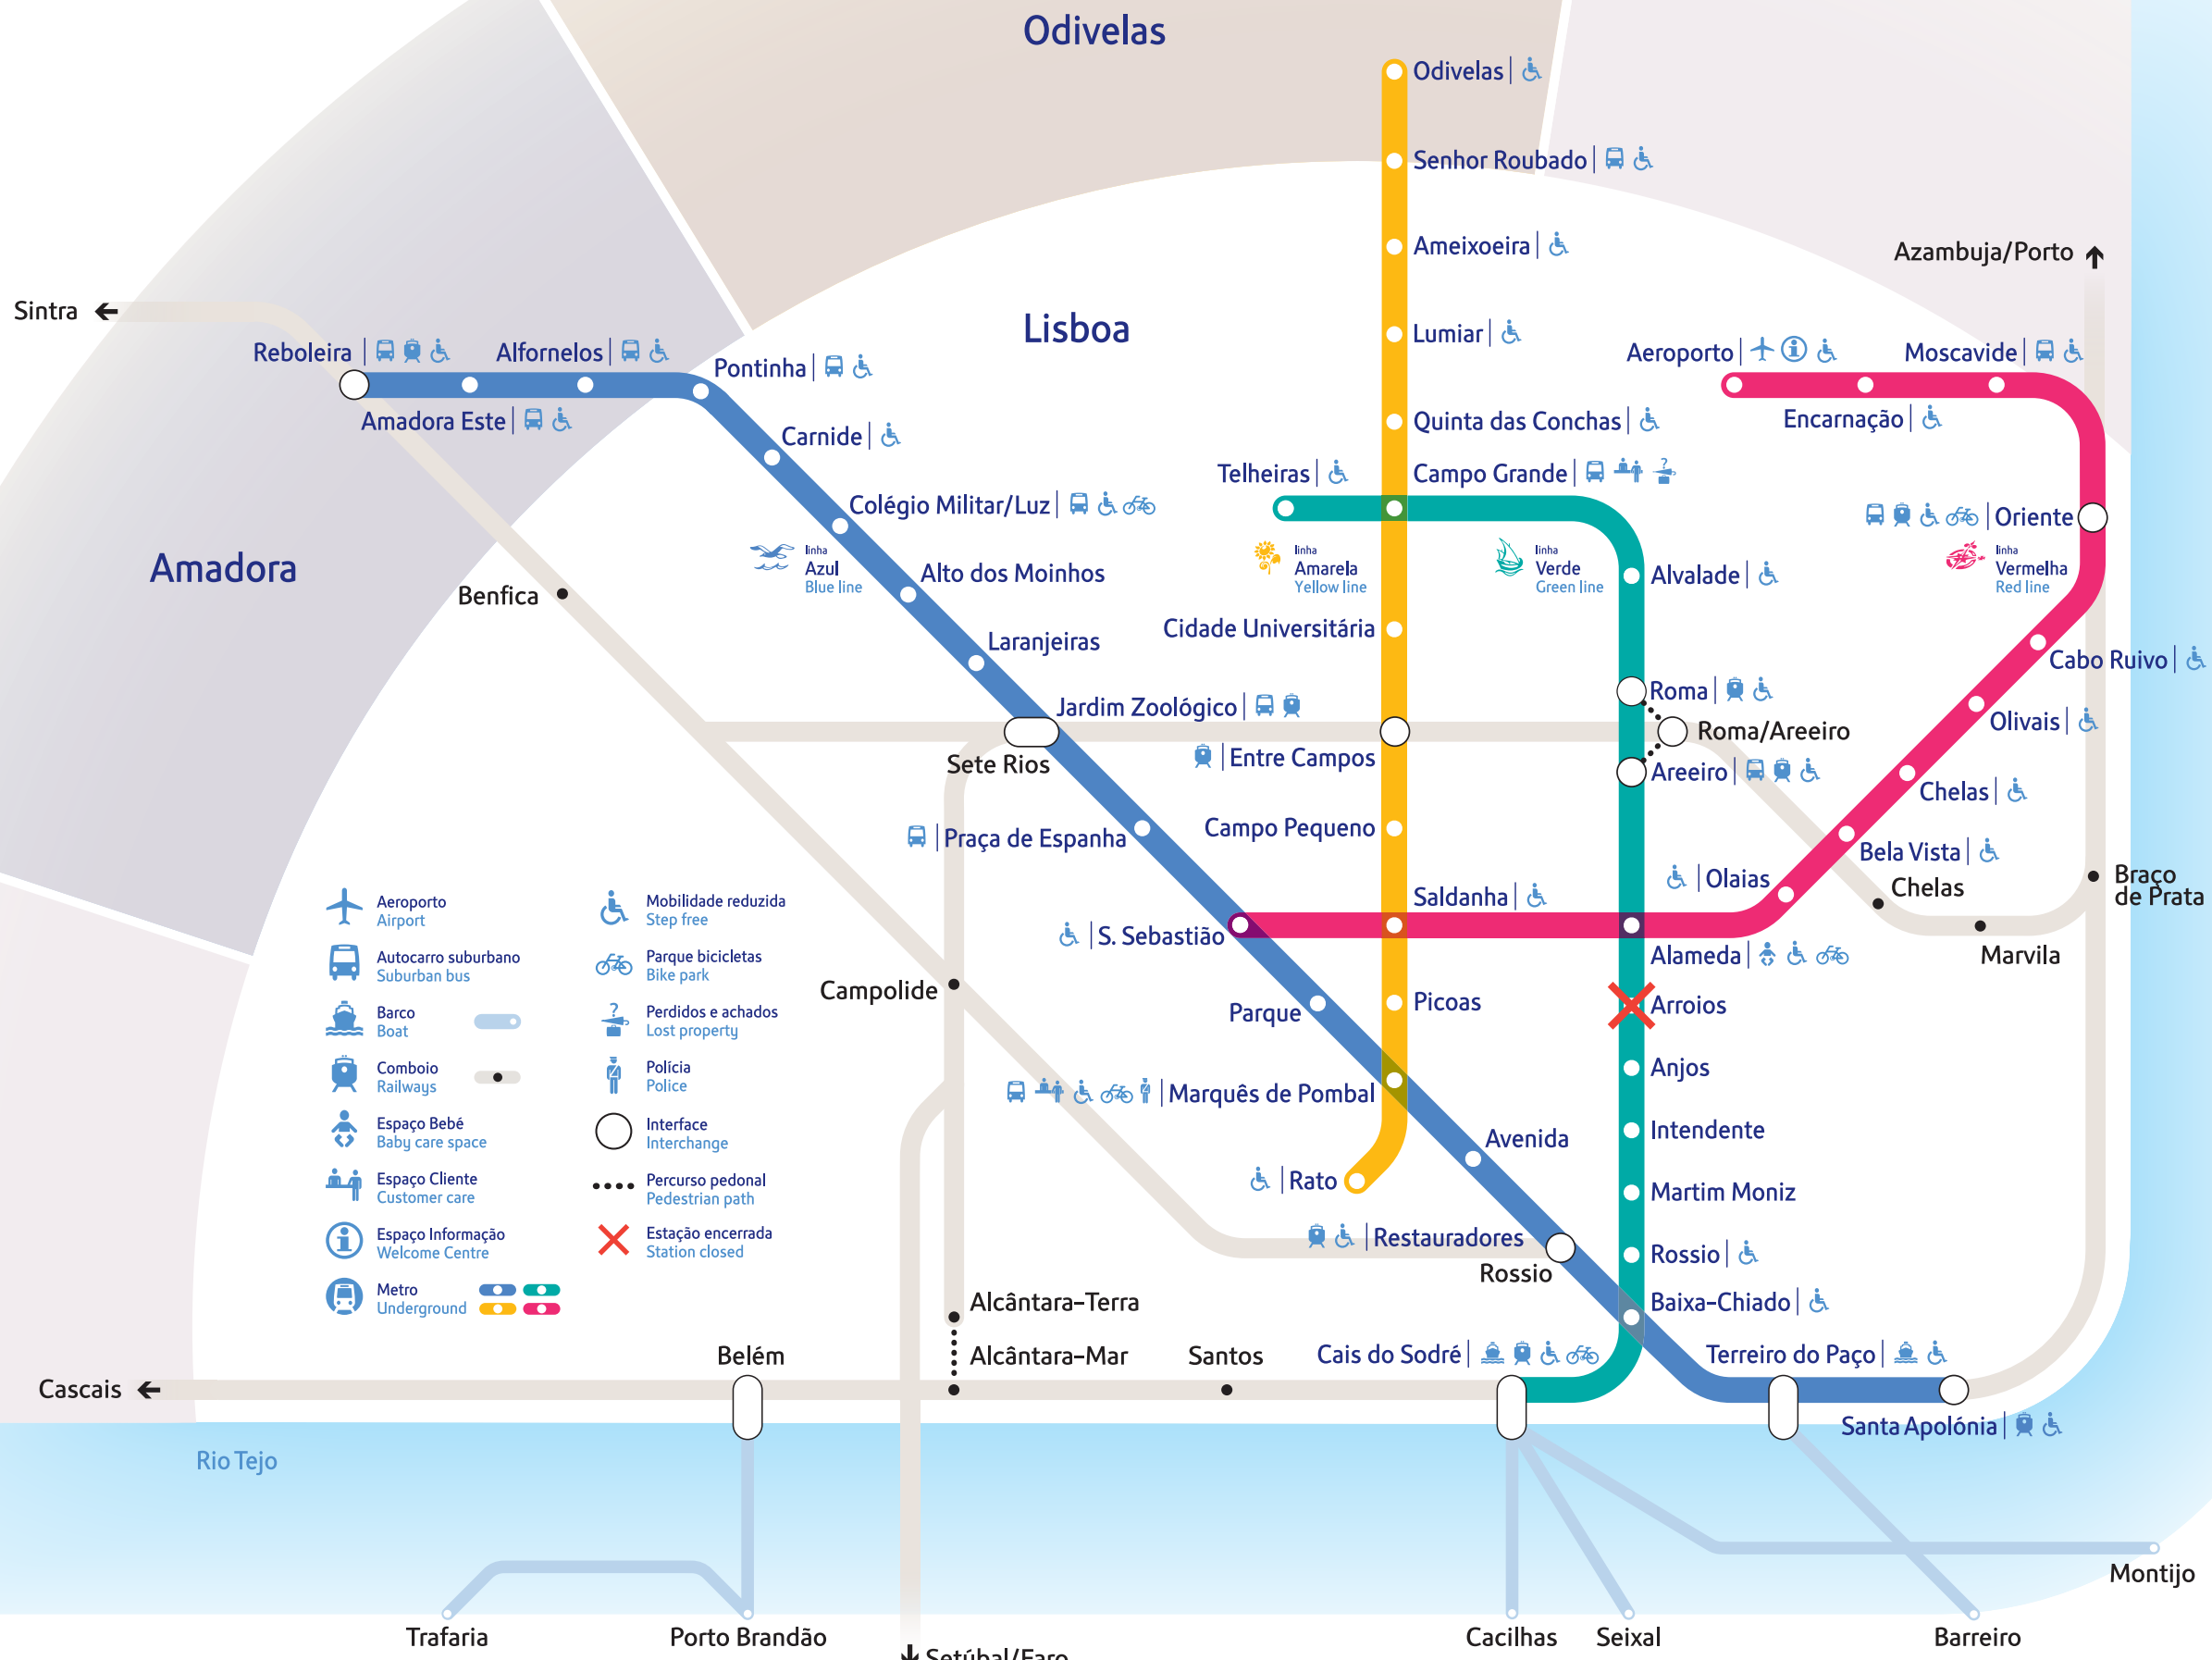 Odivelas
Odivelas
Senhor Roubado
Ameixoeira
Azambuja/Porto
Sintra
Lisboa
Lumiar
Reboleira
Alfornelos
Pontinha
Aeroporto
Moscavide
Amadora Este
Carnide
Quinta das Conchas
Encarnação
Telheiras
Campo Grande
Colégio Militar/Luz
Oriente
linha
Azul
Blue line
linha
Amarela
Yellow line
linha
Verde
Green line
linha
Vermelha
Red line
Amadora
Alto dos Moinhos
Alvalade
Benfica
Cidade Universitária
Laranjeiras
Cabo Ruivo
Roma
Jardim Zoológico
Olivais
Roma/Areeiro
Sete Rios
Entre Campos
Areeiro
Chelas
Praça de Espanha
Campo Pequeno
Bela Vista
Olaias
Chelas
Braço
de Prata
Saldanha
S. Sebastião
Alameda
Marvila
Campolide
Parque
Picoas
Arroios
Anjos
Marquês de Pombal
Intendente
Avenida
Rato
Martim Moniz
Restauradores
Rossio
Rossio
Baixa-Chiado
Aeroporto
Airport
Autocarro suburbano
Suburban bus
Barco
Boat
Comboio
Railways
Espaço Bebé
Baby care space
Espaço Cliente
Customer care
Espaço Informação
Welcome Centre
Metro
Underground
Mobilidade reduzida
Step free
Parque bicicletas
Bike park
?
Perdidos e achados
Lost property
Polícia
Police
Interface
Interchange
Percurso pedonal
Pedestrian path
Estação encerrada
Station closed
Alcântara-Terra
Belém
Alcântara-Mar
Santos
Cais do Sodré
Terreiro do Paço
Cascais
Santa Apolónia
Rio Tejo
Montijo
Trafaria
Porto Brandão
Cacilhas
Seixal
Barreiro
Setúbal/Faro